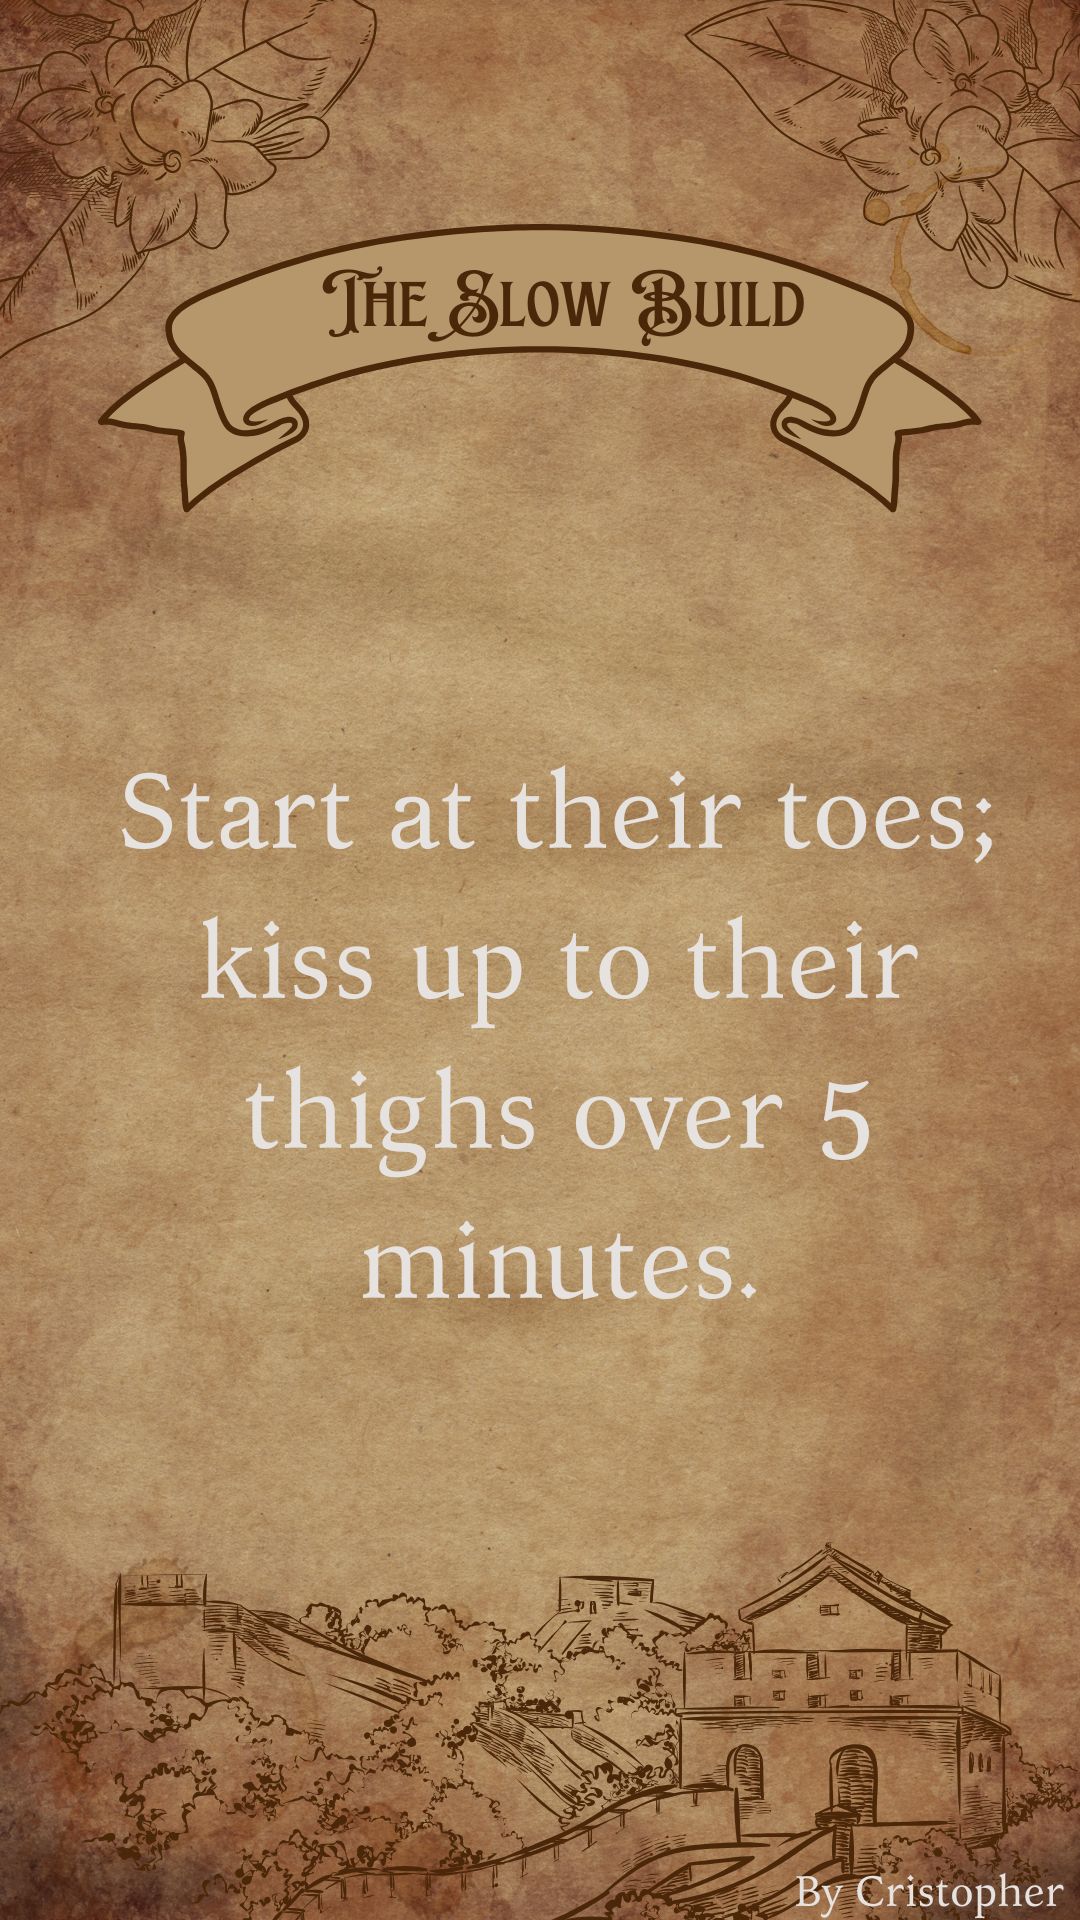 The Slow Build
Start at their toes;
kiss up to their
thighs over 5
minutes.
By Cristopher